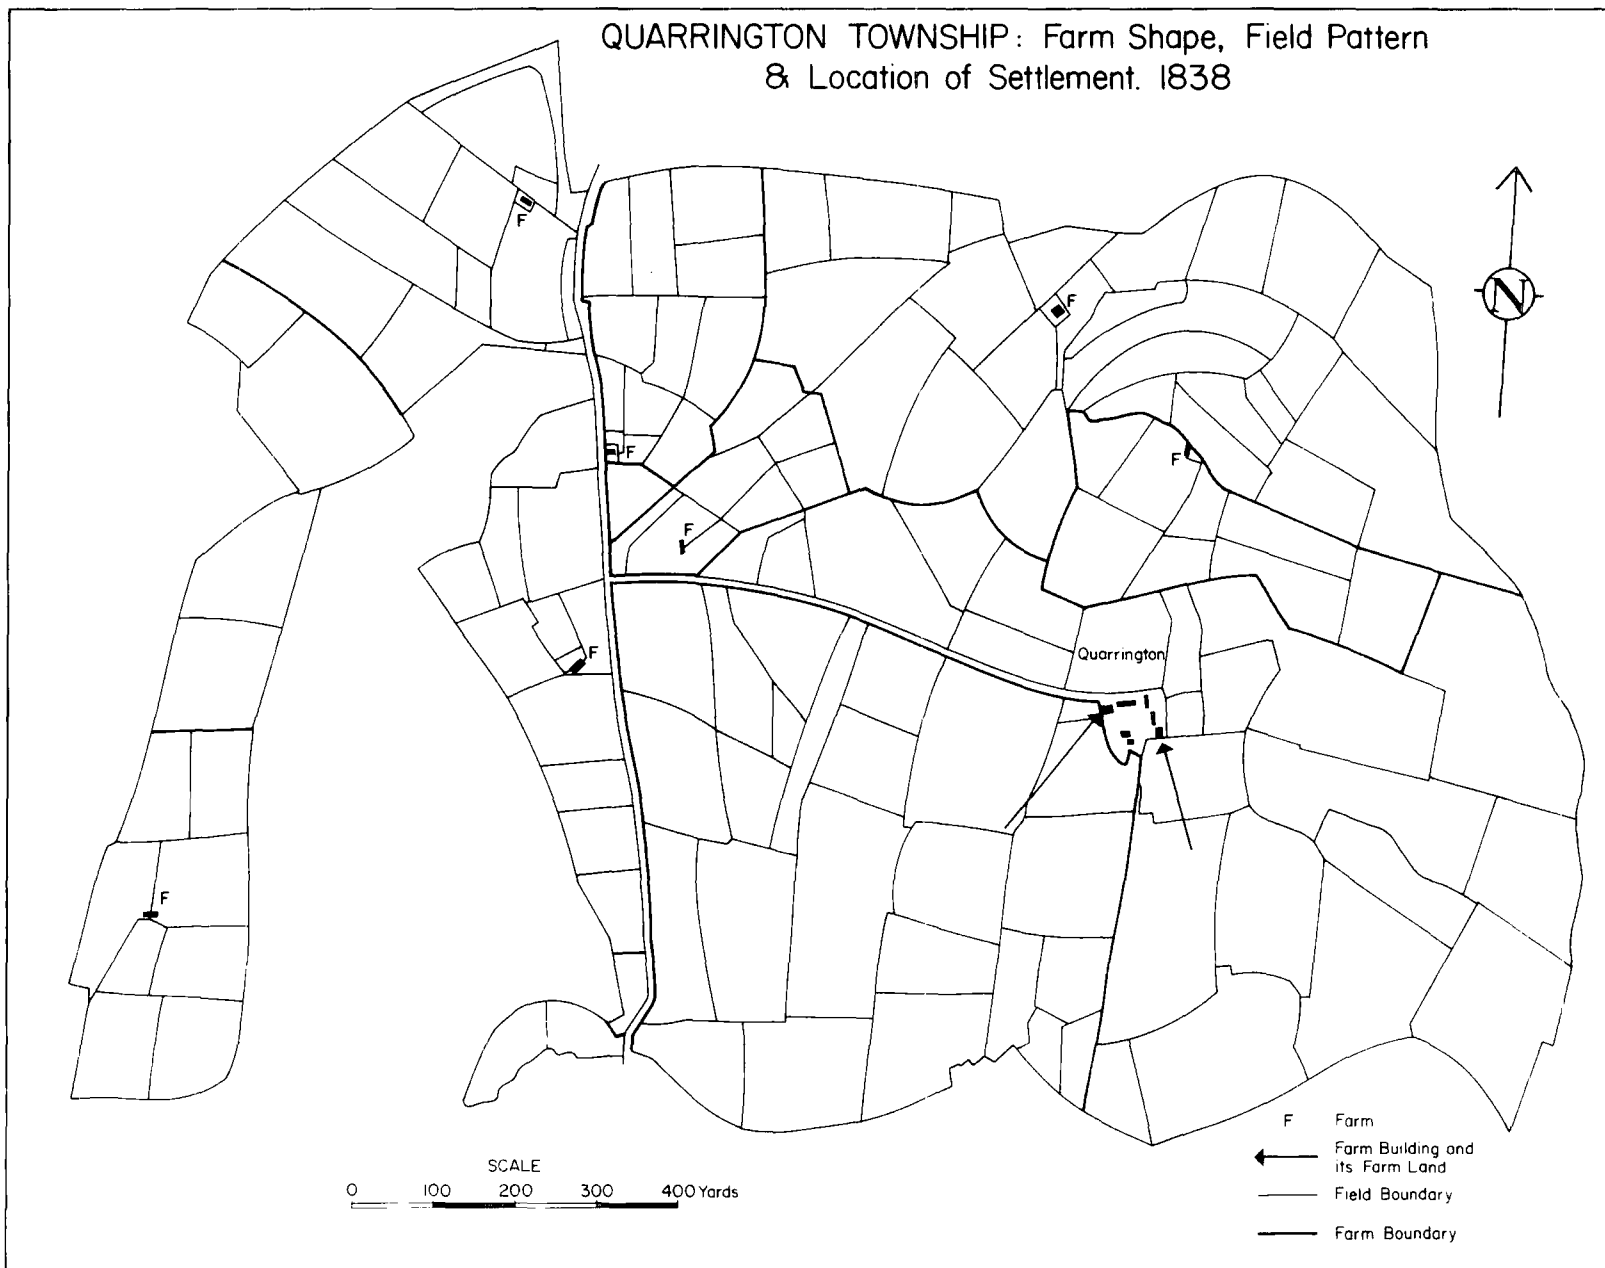 QUARRINGTON TOWNSHIP: Farm Shape, Field Pattern
& Location of Settlement. 1838
N
F
F
F
F
F
F
Quarrington
F
F
F Farm
Farm Building and
its Farm Land
Field Boundary
Farm Boundary
SCALE
0 100 200 300 400 Yards